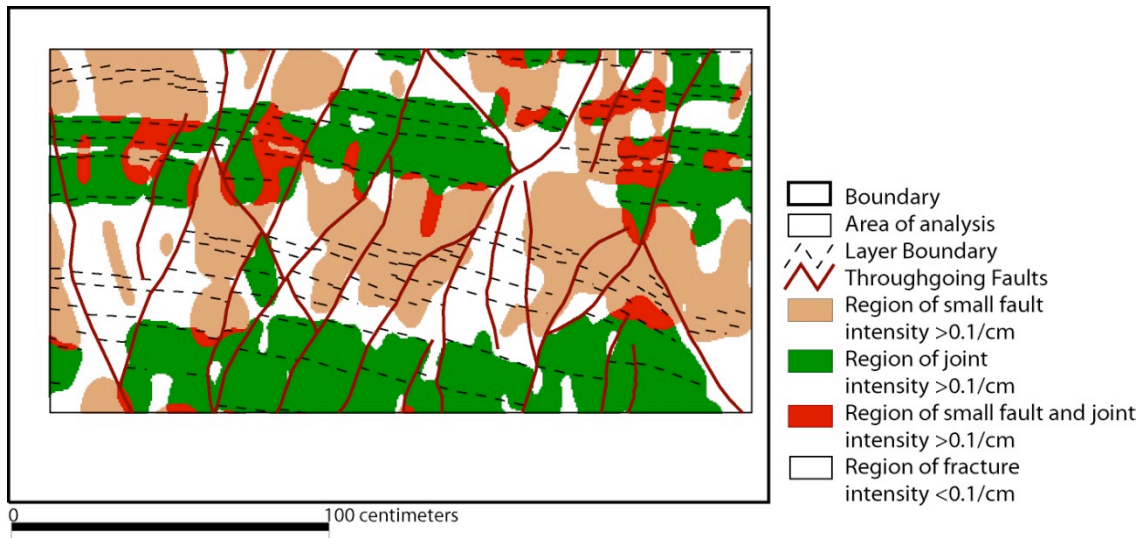 Boundary
Area of analysis
Layer Boundary
Throughgoing Faults
Region of small fault
intensity >0.1/cm
Region of joint
intensity >0.1/cm
Region of small fault and joint
intensity >0.1/cm
Region of fracture
intensity <0.1/cm
0 100 centimeters